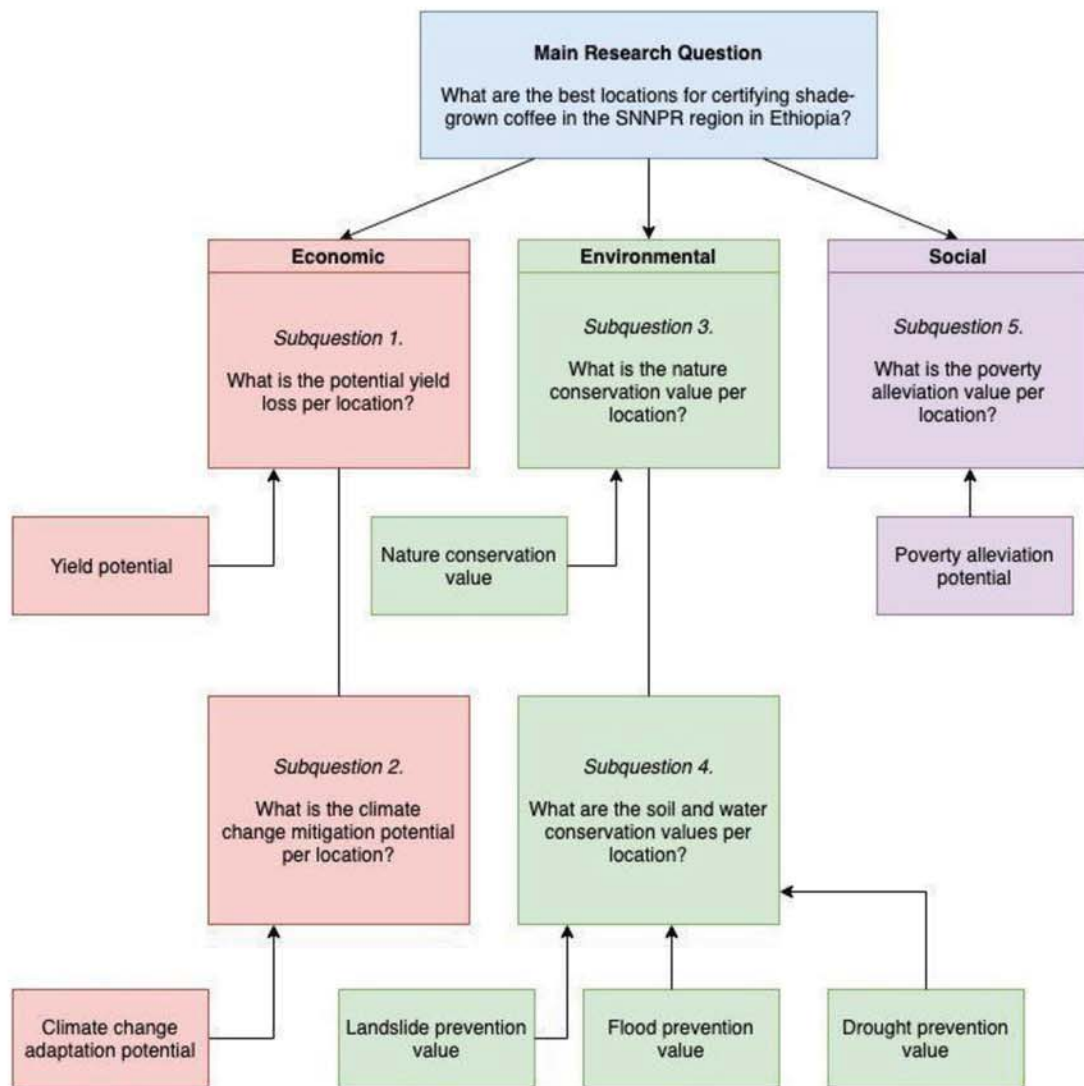 Main Research Question
What are the best locations for certifying shade-
grown coffee in the SNNPR region in Ethiopia?
Economic
Subquestion 1.
What is the potential yield
loss per location?
Environmental
Subquestion 3.
What is the nature
conservation value per
location?
Social
Subquestion 5.
What is the poverty
alleviation value per
location?
Yield potential
Nature conservation
value
Poverty alleviation
potential
Subquestion 2.
What is the climate
change mitigation potential
per location?
Subquestion 4.
What are the soil and water
conservation values per
location?
Climate change
adaptation potential
Landslide prevention
value
Flood prevention
value
Drought prevention
value